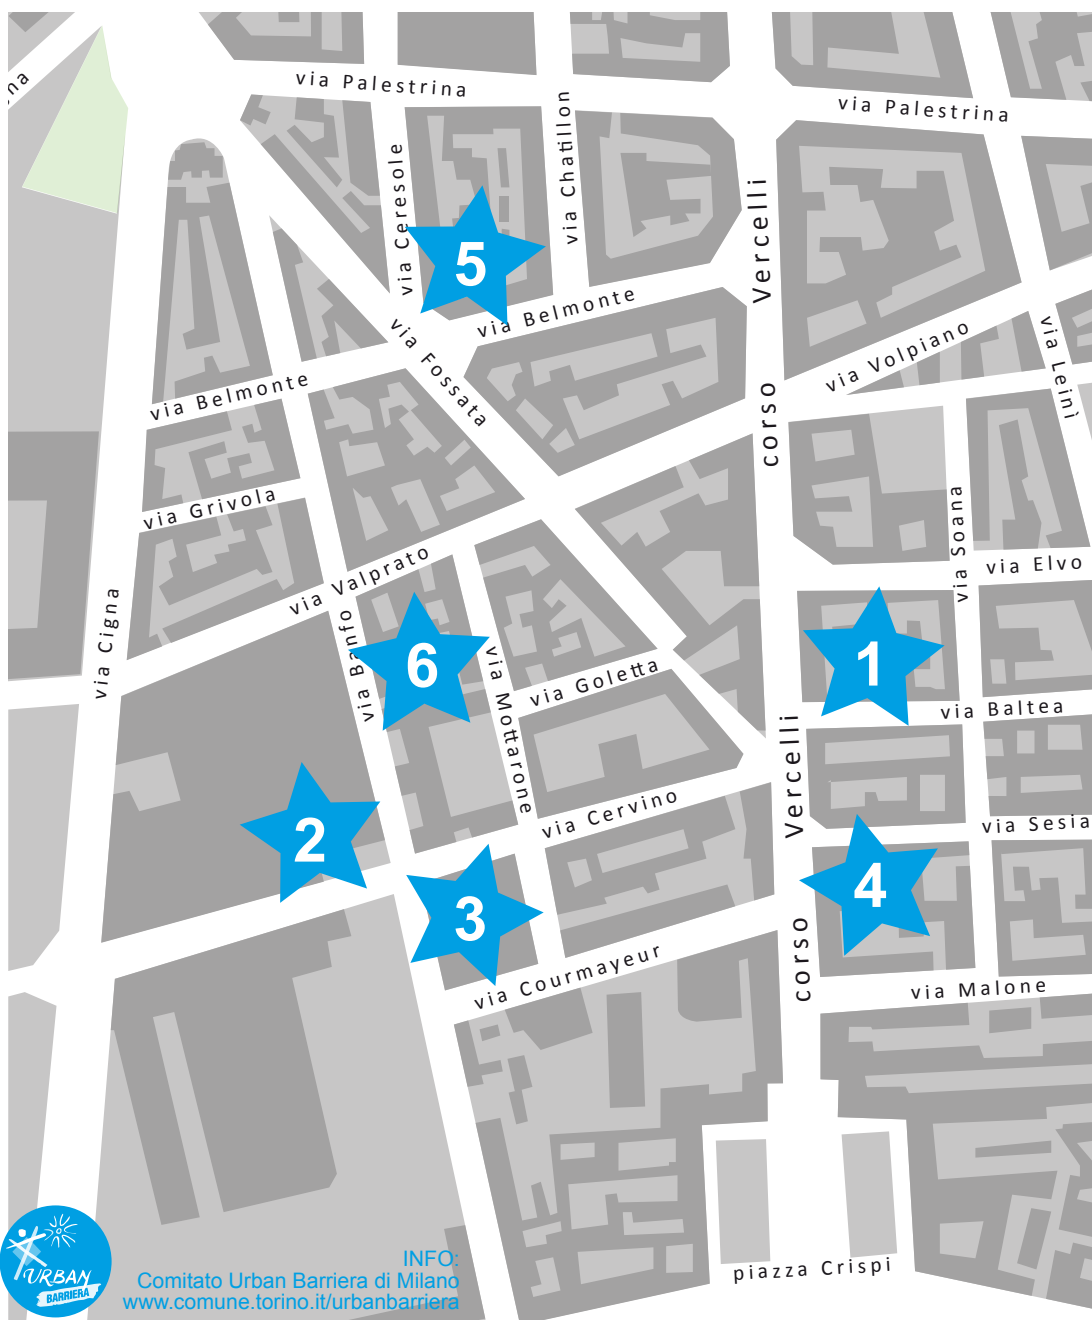 na
via Palestrina
via Palestrina
via Chatillon
via Ceresole
Vercelli
5
via Belmonte
via Fossata
via Volpiano
via Leinì
via Belmonte
corso
via Grivola
via Soana
via Elvo
via Valprato
via Cigna
via Banfo
6
1
via Mottarone
via Goletta
via Baltea
Vercelli
2
via Cervino
via Sesia
3
4
corso
via Courmayeur
via Malone
URBAN
BARRIERA
INFO:
Comitato Urban Barriera di Milano
www.comune.torino.it/urbanbarriera
piazza Crispi